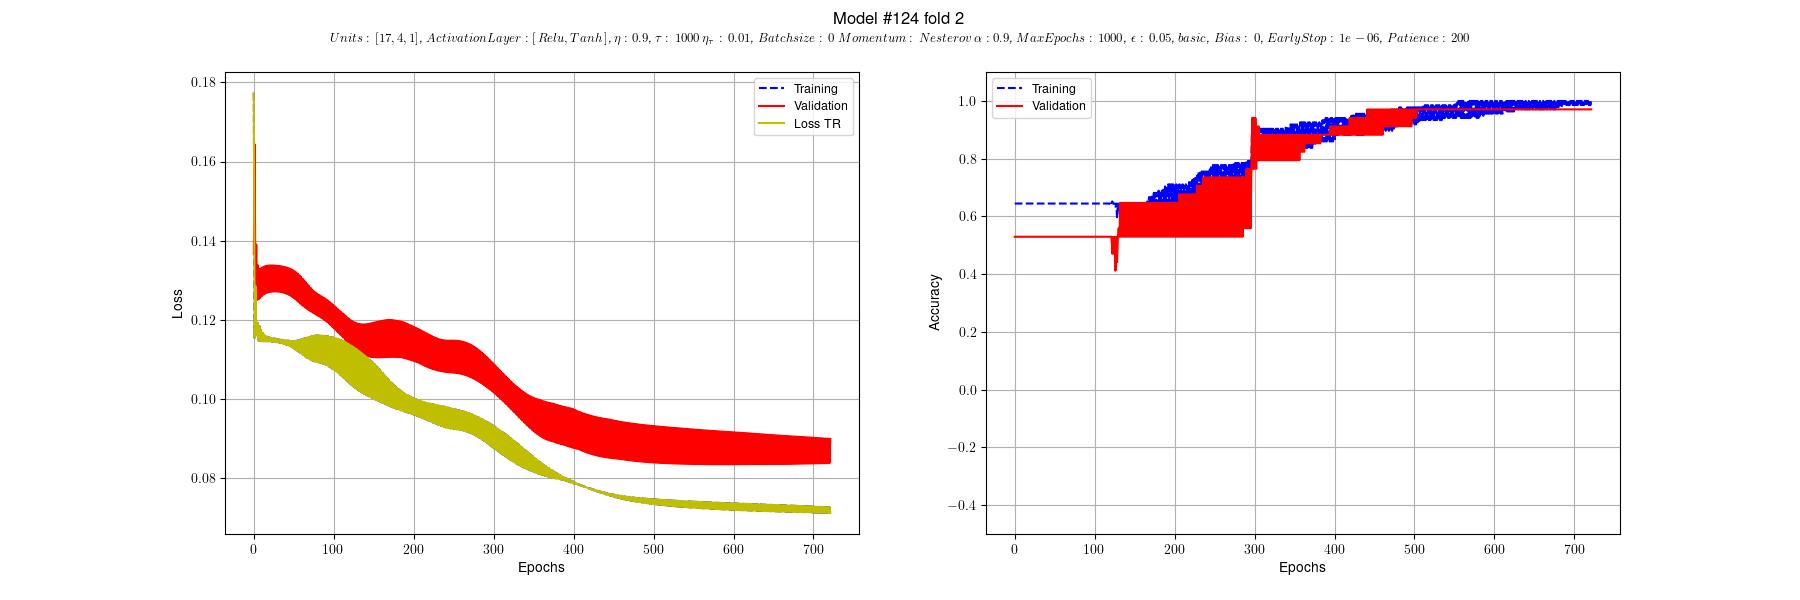 Model #124 fold 2
Units : [17, 4, 1], ActivationLayer : [Relu, Tanh], η : 0.9, τ : 1000 ητ : 0.01, Batchsize : 0 Momentum : Nesterov α : 0.9, MaxEpochs : 1000, ϵ : 0.05, basic, Bias : 0, EarlyStop : 1e − 06, Patience : 200
Training
Validation
Loss TR
0.18
0.16
0.14
0.12
0.10
0.08
Loss
0 100 200 300 400 500 600 700
Epochs
Training
Validation
1.0
0.8
0.6
0.4
0.2
0.0
−0.2
−0.4
Accuracy
0 100 200 300 400 500 600 700
Epochs